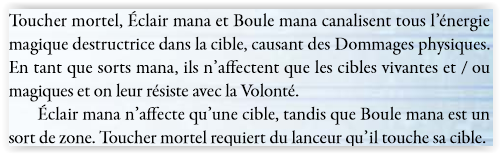 Toucher mortel, Éclair mana et Boule mana canalisent tous l'énergie
magique destructrice dans la cible, causant des Dommages physiques.
En tant que sorts mana, ils n'affectent que les cibles vivantes et / ou
magiques et on leur résiste avec la Volonté.
Éclair mana n'affecte qu'une cible, tandis que Boule mana est un
sort de zone. Toucher mortel requiert du lanceur qu'il touche sa cible.